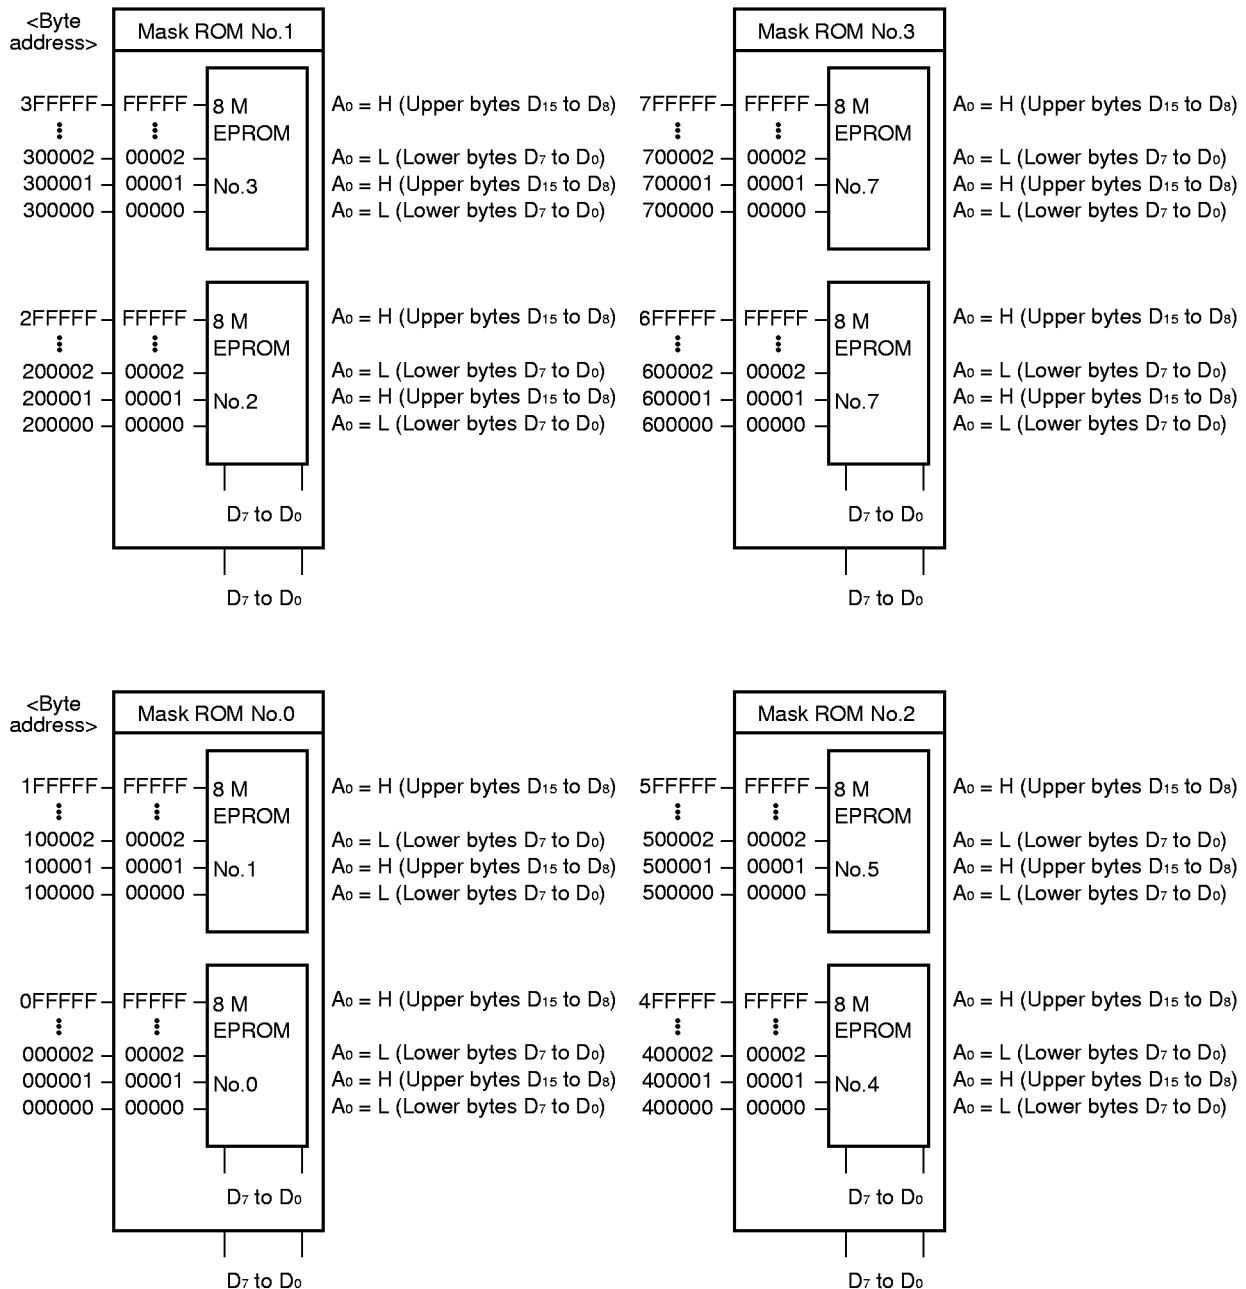 <Byte address>
Mask ROM No.1
3FFFFF FFFFF 8 M A0 = H (Upper bytes D15 to D8)
EPROM
300002 00002 A0 = L (Lower bytes D7 to D0)
300001 00001 No.3 A0 = H (Upper bytes D15 to D8)
300000 00000 A0 = L (Lower bytes D7 to D0)
2FFFFF FFFFF 8 M A0 = H (Upper bytes D15 to D8)
EPROM
200002 00002 A0 = L (Lower bytes D7 to D0)
200001 00001 No.2 A0 = H (Upper bytes D15 to D8)
200000 00000 A0 = L (Lower bytes D7 to D0)
D7 to D0
D7 to D0
Mask ROM No.3
7FFFFF FFFFF 8 M A0 = H (Upper bytes D15 to D8)
EPROM
700002 00002 A0 = L (Lower bytes D7 to D0)
700001 00001 No.7 A0 = H (Upper bytes D15 to D8)
700000 00000 A0 = L (Lower bytes D7 to D0)
6FFFFF FFFFF 8 M A0 = H (Upper bytes D15 to D8)
EPROM
600002 00002 A0 = L (Lower bytes D7 to D0)
600001 00001 No.7 A0 = H (Upper bytes D15 to D8)
600000 00000 A0 = L (Lower bytes D7 to D0)
D7 to D0
D7 to D0
<Byte address>
Mask ROM No.0
1FFFFF FFFFF 8 M A0 = H (Upper bytes D15 to D8)
EPROM
100002 00002 A0 = L (Lower bytes D7 to D0)
100001 00001 No.1 A0 = H (Upper bytes D15 to D8)
100000 00000 A0 = L (Lower bytes D7 to D0)
0FFFFF FFFFF 8 M A0 = H (Upper bytes D15 to D8)
EPROM
000002 00002 A0 = L (Lower bytes D7 to D0)
000001 00001 No.0 A0 = H (Upper bytes D15 to D8)
000000 00000 A0 = L (Lower bytes D7 to D0)
D7 to D0
D7 to D0
Mask ROM No.2
5FFFFF FFFFF 8 M A0 = H (Upper bytes D15 to D8)
EPROM
500002 00002 A0 = L (Lower bytes D7 to D0)
500001 00001 No.5 A0 = H (Upper bytes D15 to D8)
500000 00000 A0 = L (Lower bytes D7 to D0)
4FFFFF FFFFF 8 M A0 = H (Upper bytes D15 to D8)
EPROM
400002 00002 A0 = L (Lower bytes D7 to D0)
400001 00001 No.4 A0 = H (Upper bytes D15 to D8)
400000 00000 A0 = L (Lower bytes D7 to D0)
D7 to D0
D7 to D0